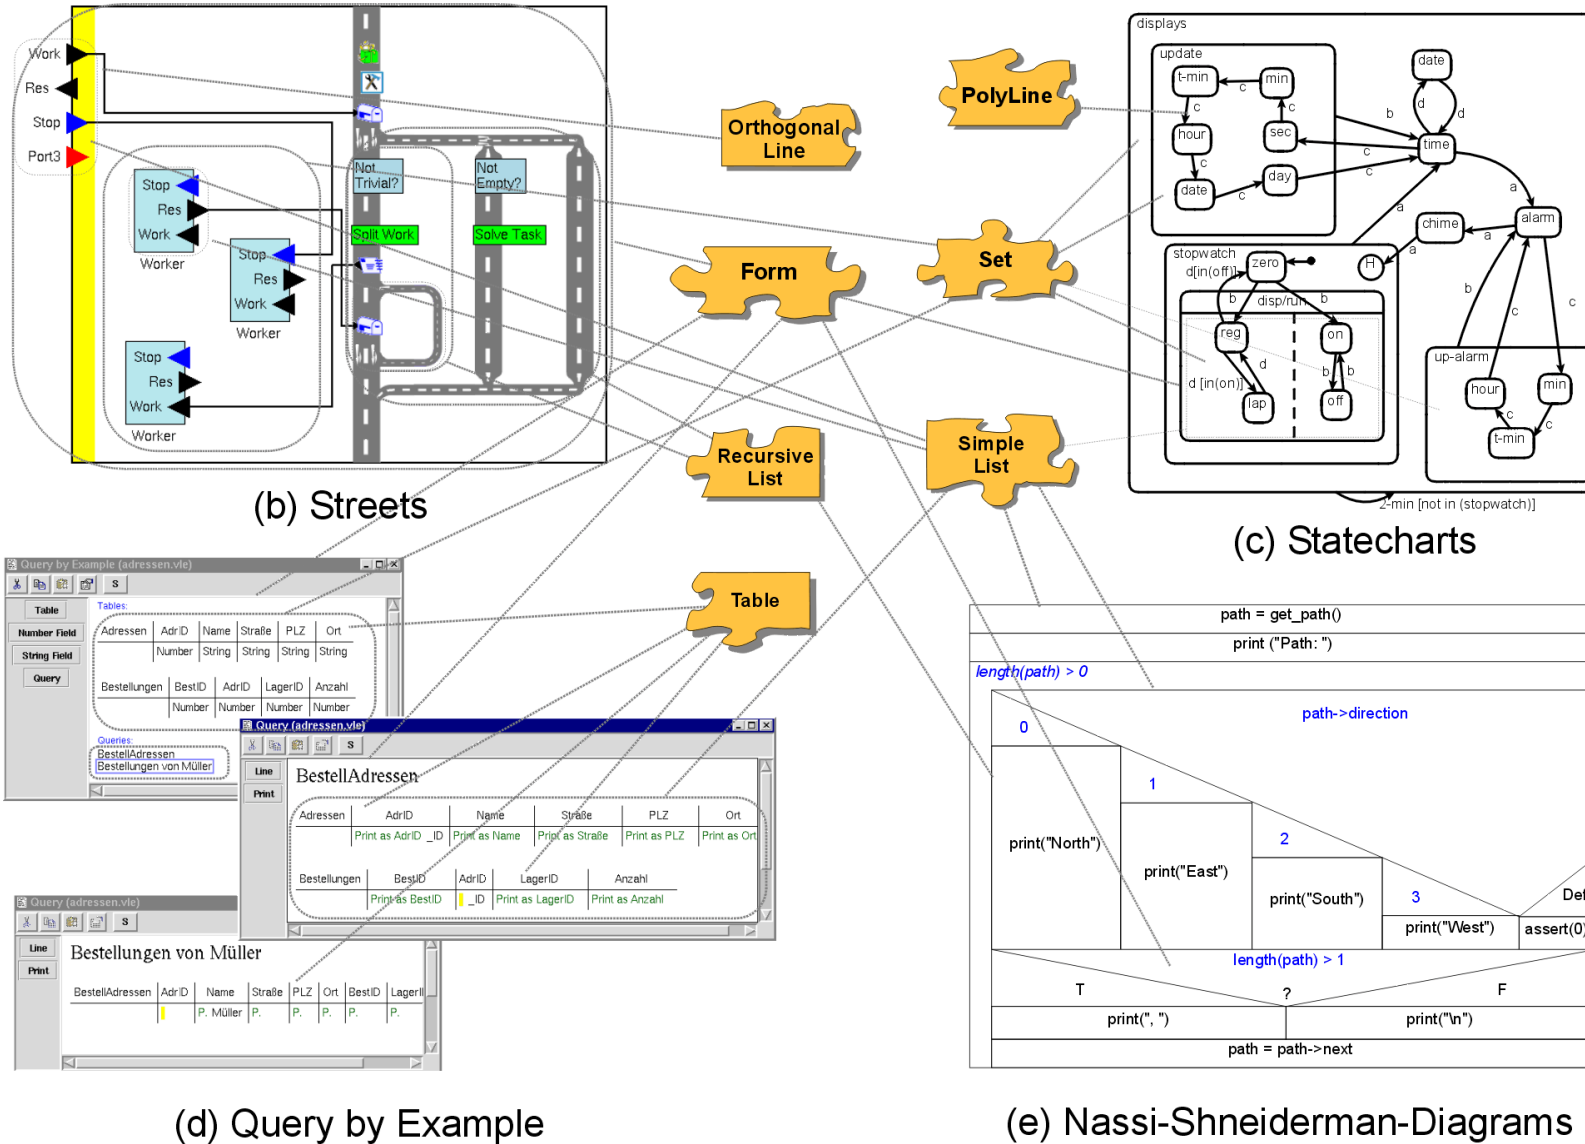 Work
Res
Stop
Port3
Stop
Res
Work
Worker
Stop
Res
Work
Worker
Stop
Res
Work
Worker
Not
Trivial?
Not
Empty?
Split Work
Solve Task
(b) Streets
Orthogonal
Line
PolyLine
Form
Set
Recursive
List
Simple
List
Table
displays
update
t-min
c
min
c
c
hour
sec
c
date
c
day
c
c
b
date
d
d
time
a
a
alarm
chime
a
a
H
stopwatch
d[in(off)]
zero
b
b
disp/run
reg
on
d
b
b
d [in(on)]
lap
off
b
c
c
up-alarm
hour
min
c
c
t-min
2-min [not in (stopwatch)]
(c) Statecharts
Query by Example (adressen.vle)
S
Table
Number Field
String Field
Query
Tables:
Adressen AdrID Name Straße PLZ Ort
Number String String String String
Bestellungen BestID AdrID LagerID Anzahl
Number Number Number Number
Queries:
BestellAdressen
Bestellungen von Müller
Query (adressen.vle)
S
Line
Print
BestellAdressen
Adressen AdrID Name Straße PLZ Ort
Print as AdrID _ID Print as Name Print as Straße Print as PLZ Print as Ort
Bestellungen BestID AdrID LagerID Anzahl
Print as BestID _ID Print as LagerID Print as Anzahl
Query (adressen.vle)
S
Line
Print
Bestellungen von Müller
BestellAdressen AdrID Name Straße PLZ Ort BestID LagerI
P. Müller P. P. P. P. P.
(d) Query by Example
path = get_path()
print ("Path: ")
length(path) > 0
path->direction
0
1
2
3
print("North")
print("East")
print("South")
print("West")
Def
assert(0)
length(path) > 1
T ? F
print(", ") print("\n")
path = path->next
(e) Nassi-Shneiderman-Diagrams